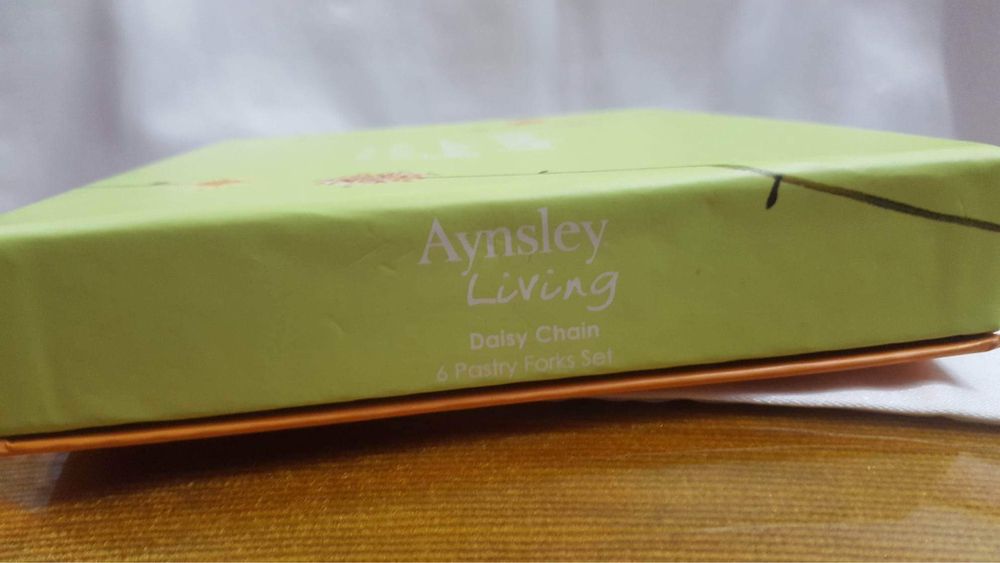 Aynsley
Living
Daisy Chain
6 Pastry Forks Set